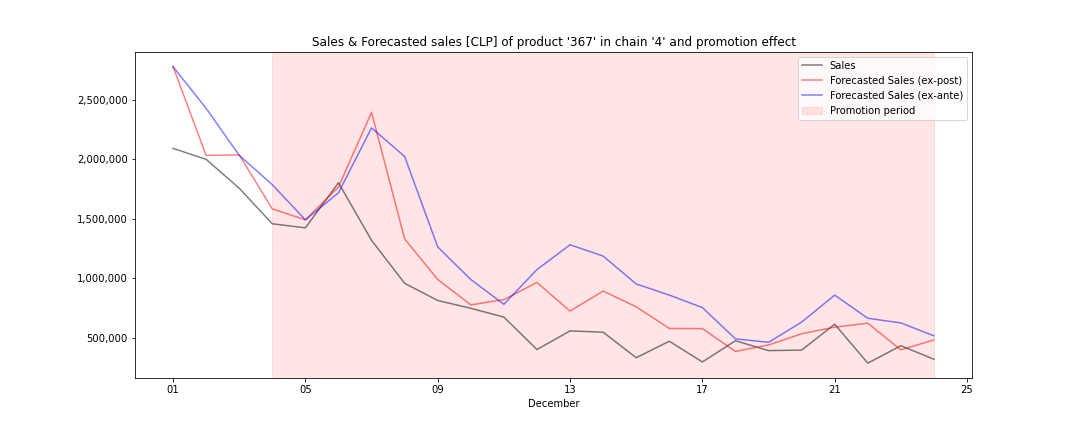 Sales & Forecasted sales [CLP] of product '367' in chain '4' and promotion effect
Sales
Forecasted Sales (ex-post)
Forecasted Sales (ex-ante)
Promotion period
2,500,000
2,000,000
1,500,000
1,000,000
500,000
01 05 09 13 17 21 25
December